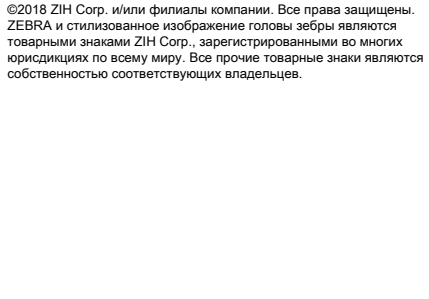 ©2018 ZIH Corp. и/или филиалы компании. Все права защищены.
ZEBRA и стилизованное изображение головы зебры являются
товарными знаками ZIH Corp., зарегистрированными во многих
юрисдикциях по всему миру. Все прочие товарные знаки являются
собственностью соответствующих владельцев.